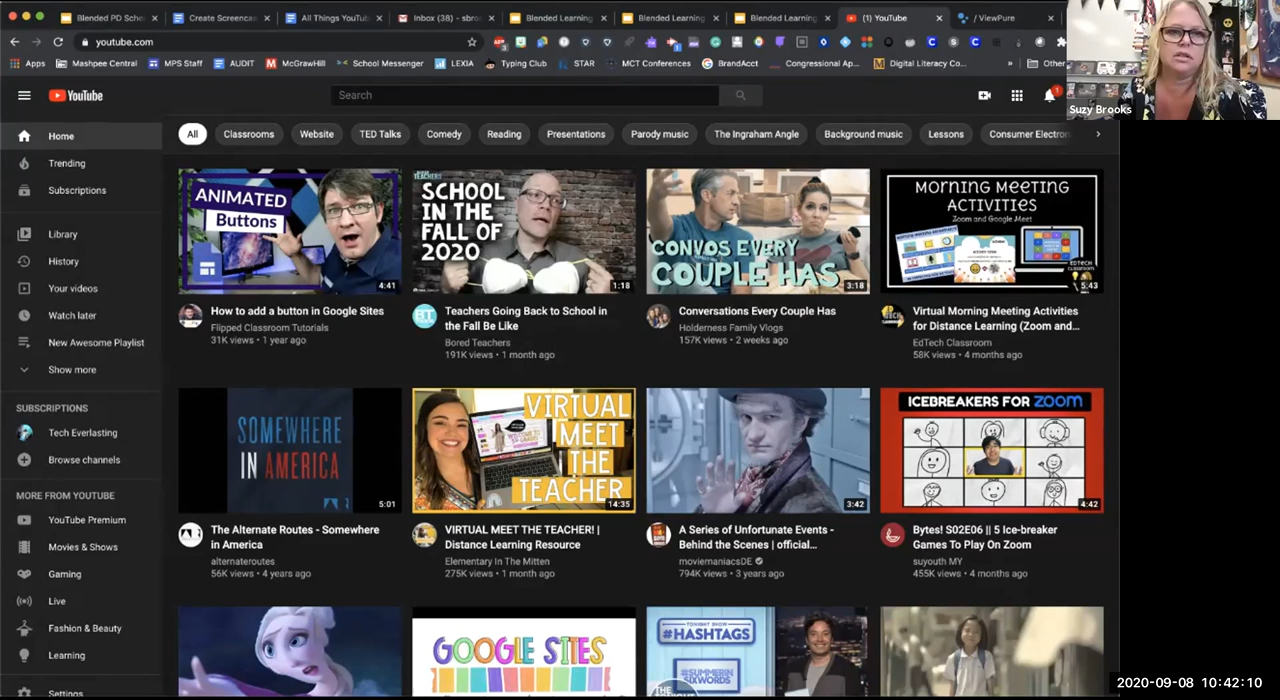 Blended PD Sche
Create Screencas
All Things YouTub
Inbox (38) - sbro
Blended Learning
Blended Learning
Blended Learning
(1) YouTube
/ ViewPure
youtube.com
Apps
Mashpee Central
MPS Staff
AUDIT
McGrawHill
School Messenger
LEXIA
Typing Club
STAR
MCT Conferences
BrandAcct
Congressional Ap...
Digital Literacy Co...
»
Other
Suzy Brooks
YouTube
Search
1
All
Classrooms
Website
TED Talks
Comedy
Reading
Presentations
Parody music
The Ingraham Angle
Background music
Lessons
Consumer Electron
Home
Trending
Subscriptions
Library
History
Your videos
Watch later
New Awesome Playlist
Show more
SUBSCRIPTIONS
Tech Everlasting
Browse channels
MORE FROM YOUTUBE
YouTube Premium
Movies & Shows
Gaming
Live
Fashion & Beauty
Learning
Settings
ANIMATED
Buttons
4:41
How to add a button in Google Sites
Flipped Classroom Tutorials
31K views • 1 year ago
TEACHERS
SCHOOL
IN THE
FALL OF
2020
1:18
BT
Teachers Going Back to School in
the Fall Be Like
Bored Teachers
191K views • 1 month ago
CONVOS EVERY
COUPLE HAS
3:18
Conversations Every Couple Has
Holderness Family Vlogs
157K views • 2 weeks ago
MORNING MEETING
ACTIVITIES
Zoom and Google Meet
EDTECH
CLASSROOM
5:43
Virtual Morning Meeting Activities
for Distance Learning (Zoom and...
EdTech Classroom
58K views • 4 months ago
SOMEWHERE
IN AMERICA
5:01
The Alternate Routes - Somewhere
in America
alternateroutes
56K views • 4 years ago
VIRTUAL
MEET
THE
TEACHER
14:35
VIRTUAL MEET THE TEACHER! |
Distance Learning Resource
Elementary In The Mitten
275K views • 1 month ago
3:42
A Series of Unfortunate Events -
Behind the Scenes | official...
moviemaniacsDE
794K views • 3 years ago
ICEBREAKERS FOR zoom
4:42
Bytes! S02E06 || 5 Ice-breaker
Games To Play On Zoom
suyouth MY
455K views • 4 months ago
GOOGLE SITES
TONIGHT SHOW
#HASHTAGS
#SUMMERIN
SIXWORDS
THE
2020-09-08 10:42:10